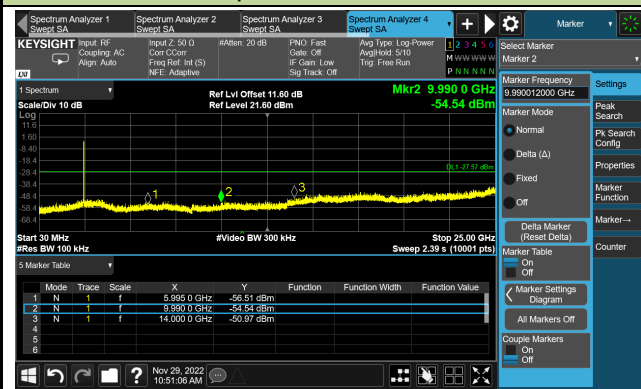 Spectrum Analyzer 1
Swept SA
Spectrum Analyzer 2
Swept SA
Spectrum Analyzer 3
Swept SA
Spectrum Analyzer 4
Swept SA
Marker
KEYSIGHT
Input: RF
Coupling: AC
Align: Auto
Input Z: 50 Ω
Corr CCorr
Freq Ref: Int (S)
NFE: Adaptive
#Atten: 20 dB
PNO: Fast
Gate: Off
IF Gain: Low
Sig Track: Off
Avg Type: Log-Power
Avg|Hold: 5/10
Trig: Free Run
1 2 3 4 5 6
M W W W W W
P N N N N N
LXI
Select Marker
Marker 2
1 Spectrum
Scale/Div 10 dB
Log
Ref Lvl Offset 11.60 dB
Ref Level 21.60 dBm
Mkr2 9.990 0 GHz
-54.54 dBm
11.6
1.60
-8.40
-18.4
-28.4
-38.4
-48.4
-58.4
-68.4
DL1 -27.57 dBm
1
2
3
Start 30 MHz
#Res BW 100 kHz
#Video BW 300 kHz
Stop 25.00 GHz
Sweep 2.39 s (10001 pts)
5 Marker Table
Mode Trace Scale X Y Function Function Width Function Value
1 N 1 f 5.995 0 GHz -56.51 dBm
2 N 1 f 9.990 0 GHz -54.54 dBm
3 N 1 f 14.000 0 GHz -50.97 dBm
4
5
6
Marker Frequency
9.990012000 GHz
Marker Mode
Normal
Delta (Δ)
Fixed
Off
Delta Marker
(Reset Delta)
Marker Table
On
Off
Marker Settings
Diagram
All Markers Off
Couple Markers
On
Off
Settings
Peak
Search
Pk Search
Config
Properties
Marker
Function
Marker→
Counter
?
Nov 29, 2022
10:51:06 AM